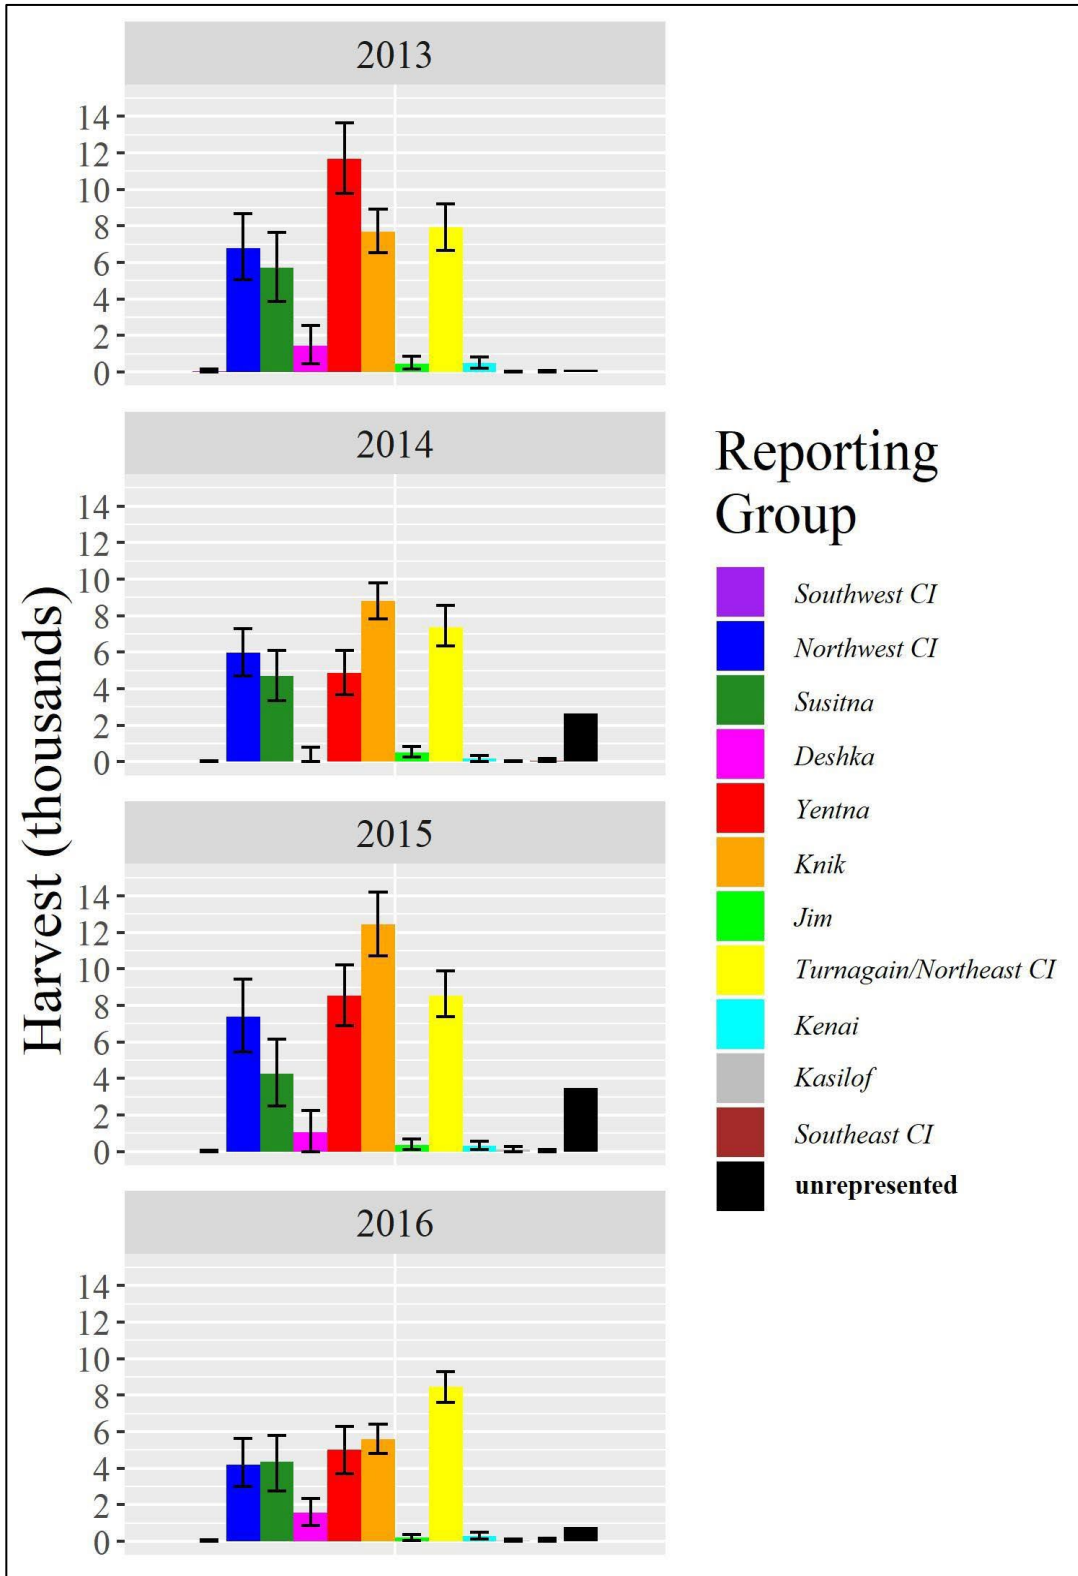 2013
14
12
10
8
6
4
2
0
2014
14
12
10
8
6
4
2
0
2015
14
12
10
8
6
4
2
0
2016
14
12
10
8
6
4
2
0
Harvest (thousands)
Reporting
Group
Southwest CI
Northwest CI
Susitna
Deshka
Yentna
Knik
Jim
Turnagain/Northeast CI
Kenai
Kasilof
Southeast CI
unrepresented